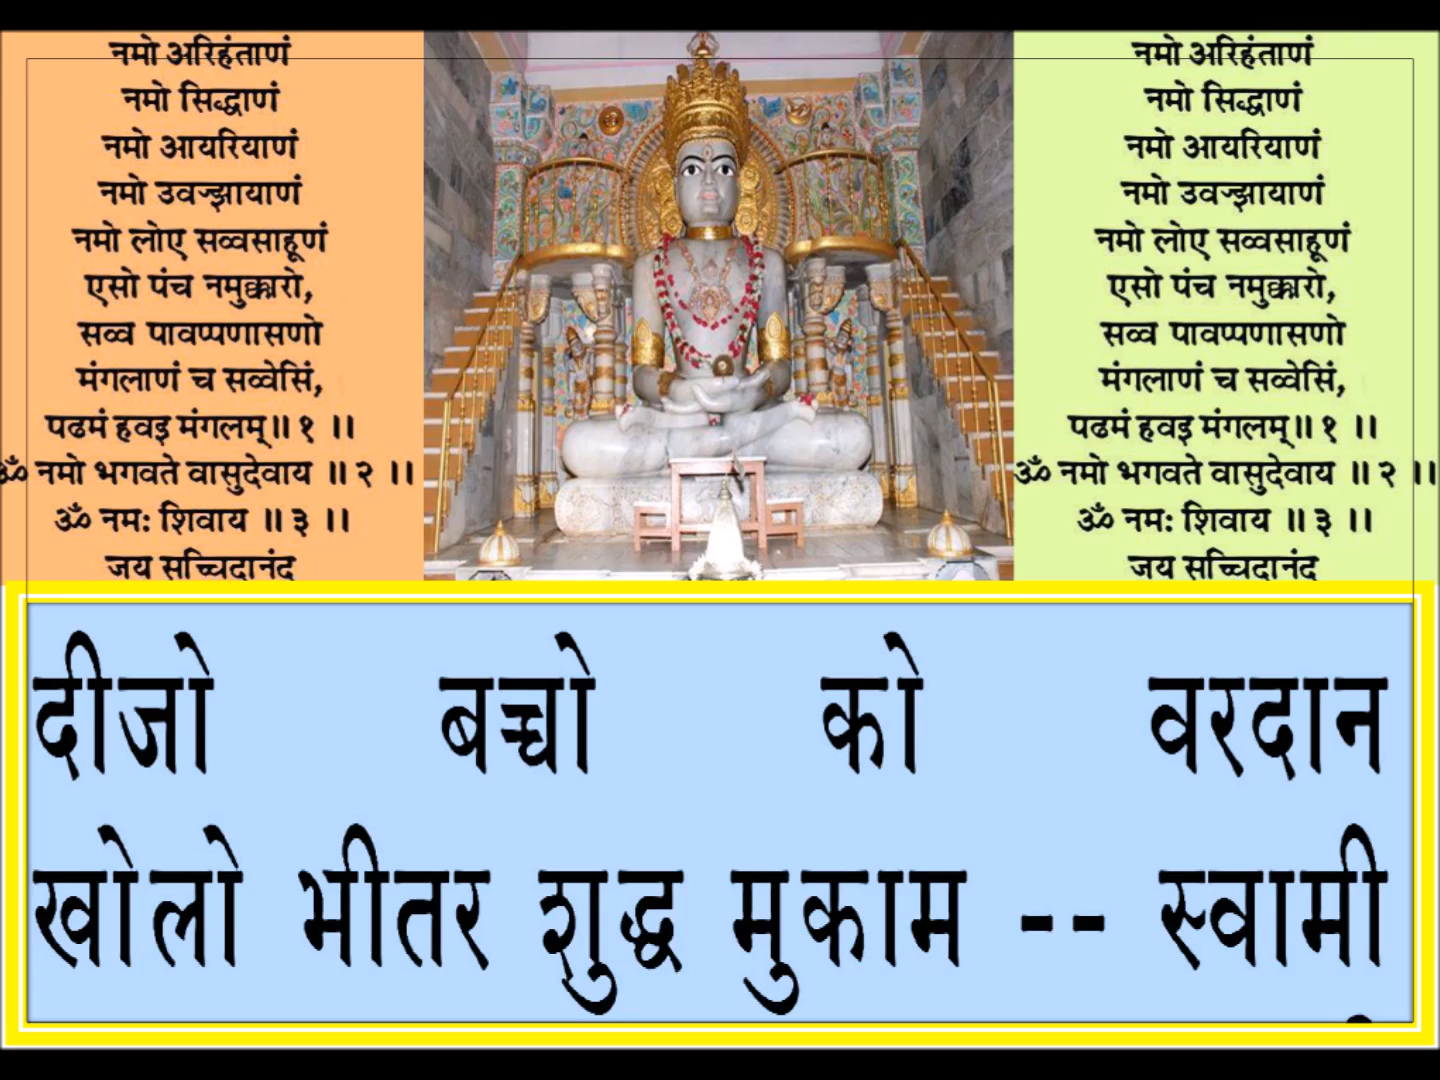 नमो अरिहंताणं
नमो सिद्धाणं
नमो आयरियाणं
नमो उवज्झायाणं
नमो लोए सव्वसाहूणं
एसो पंच नमुक्कारो,
सव्व पावप्पणासणो
मंगलाणं च सव्वेसिं,
पढमं हवइ मंगलम्॥ १ ।।
ॐ नमो भगवते वासुदेवाय ॥ २ ।।
ॐ नम: शिवाय ॥ ३ ।।
जय सच्चिदानंद
नमो अरिहंताणं
नमो सिद्धाणं
नमो आयरियाणं
नमो उवज्झायाणं
नमो लोए सव्वसाहूणं
एसो पंच नमुक्कारो,
सव्व पावप्पणासणो
मंगलाणं च सव्वेसिं,
पढमं हवइ मंगलम्॥ १ ।।
ॐ नमो भगवते वासुदेवाय ॥ २ ।।
ॐ नम: शिवाय ॥ ३ ।।
जय सच्चिदानंद
दीजो बच्चो को वरदान
खोलो भीतर शुद्ध मुकाम -- स्वामी